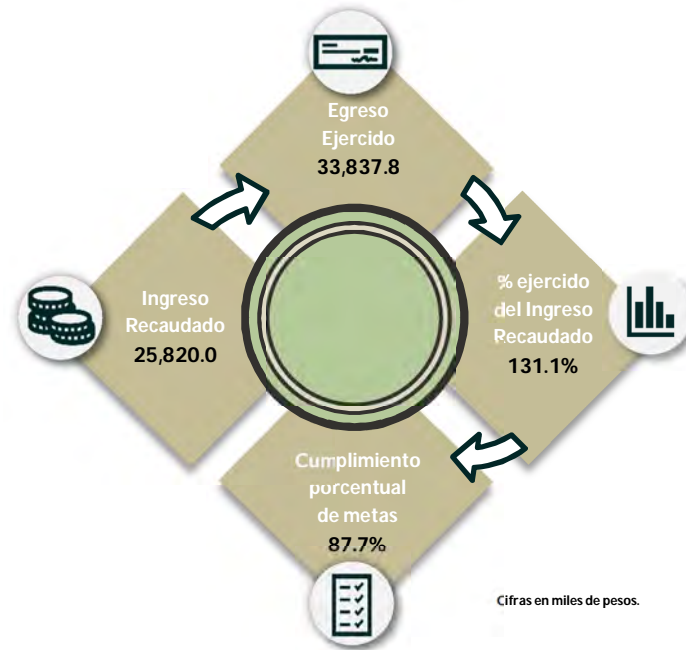 Egreso
Ejercido
33,837.8
Ingreso
Recaudado
25,820.0
% ejercido
del Ingreso
Recaudado
131.1%
Cumplimiento
porcentual
de metas
87.7%
Cifras en miles de pesos.